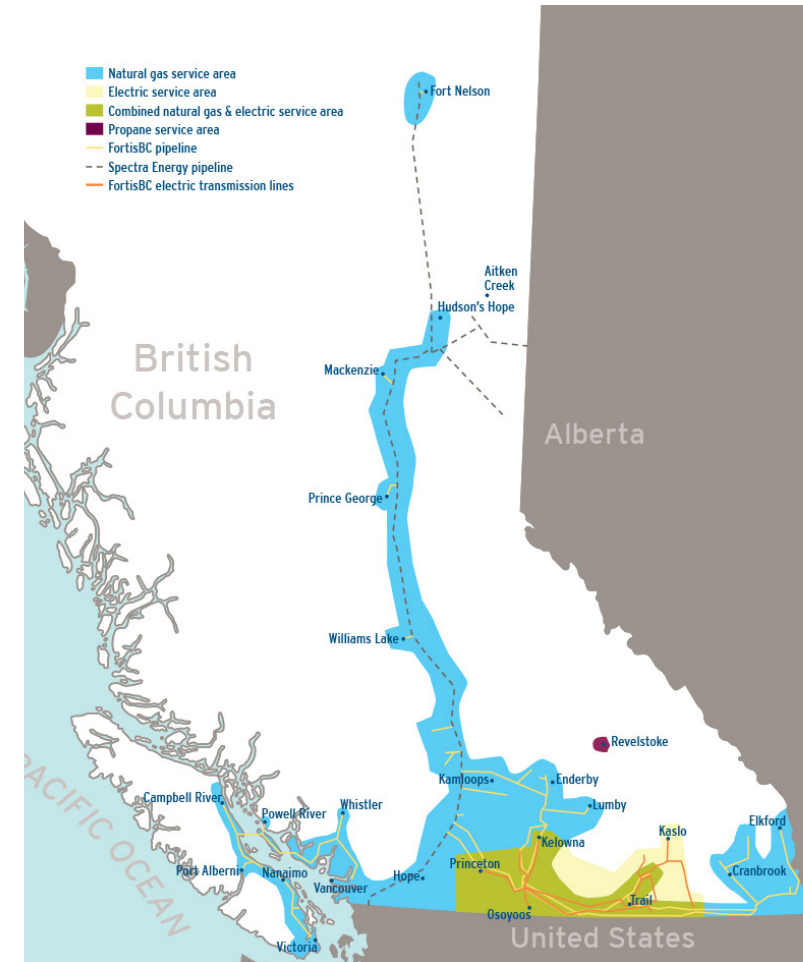 Natural gas service area
Electric service area
Combined natural gas & electric service area
Propane service area
FortisBC pipeline
Spectra Energy pipeline
FortisBC electric transmission lines
Fort Nelson
Aitken
Creek
Hudson's Hope
British
Columbia
Mackenzie
Alberta
Prince George
Williams Lake
Revelstoke
Kamloops
Enderby
Campbell River
Whistler
Lumby
Powell River
Elkford
Kaslo
Kelowna
PACIFIC OCEAN
Port Alberni
Nanaimo
Hope
Princeton
Cranbrook
Vancouver
Trail
Osoyoos
United States
Victoria